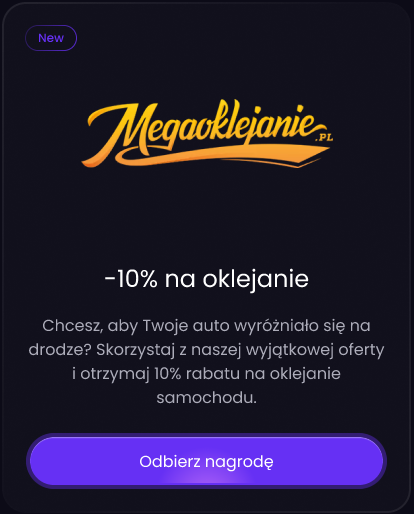 New
Megaoklejanie
.PL
-10% na oklejanie
Chcesz, aby Twoje auto wyróżniało się na
drodze? Skorzystaj z naszej wyjątkowej oferty
i otrzymaj 10% rabatu na oklejanie
samochodu.
Odbierz nagrodę